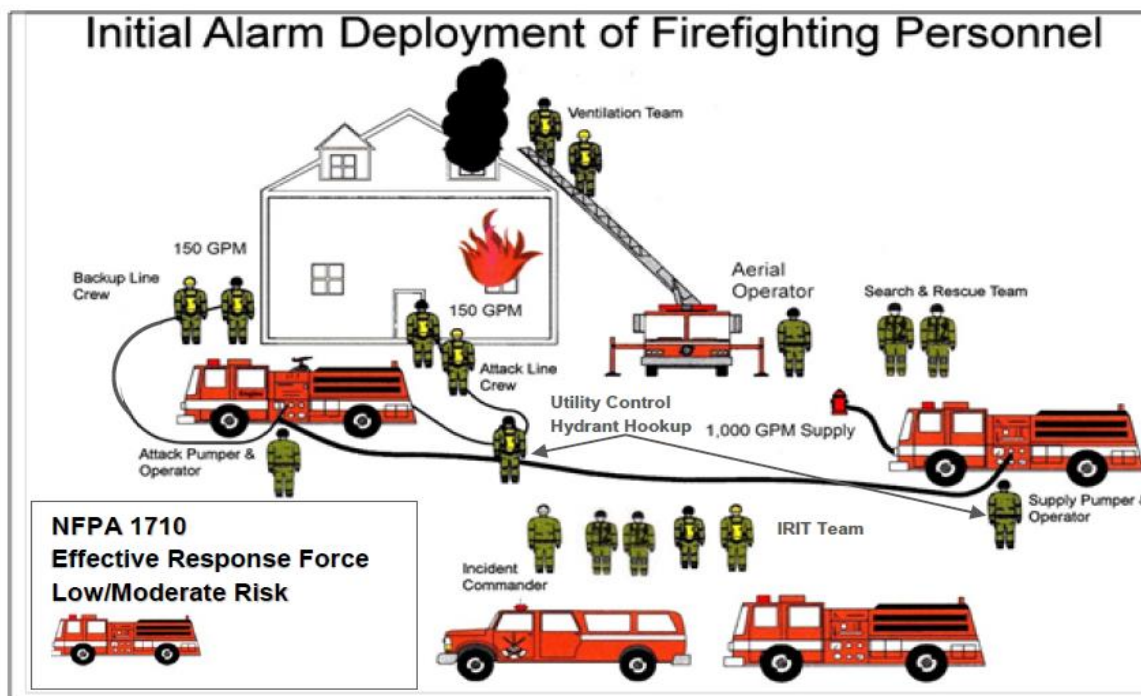 Initial Alarm Deployment of Firefighting Personnel
Ventilation Team
150 GPM
Backup Line
Crew
150 GPM
Aerial
Operator
Search & Rescue Team
Attack Line
Crew
Utility Control
Hydrant Hookup
1,000 GPM Supply
Attack Pumper &
Operator
Supply Pumper &
Operator
IRIT Team
Incident
Commander
NFPA 1710
Effective Response Force
Low/Moderate Risk